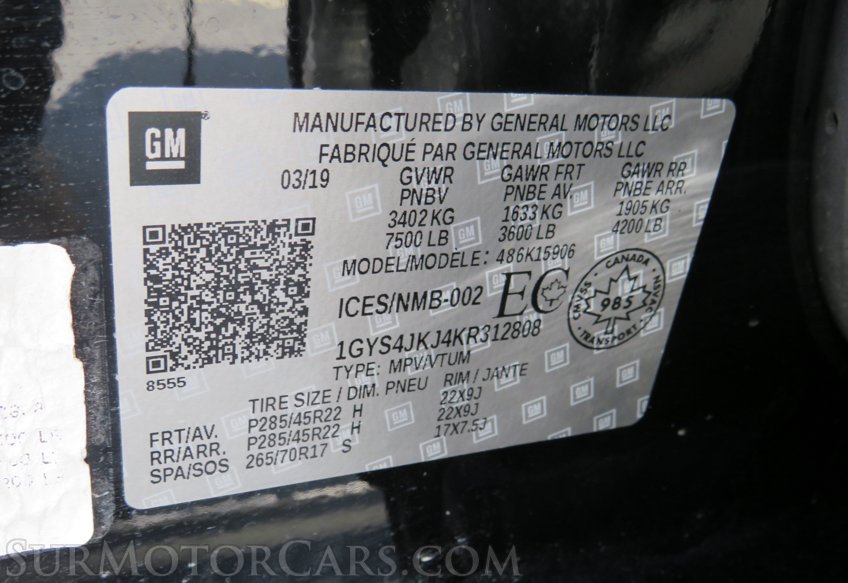 GM
MANUFACTURED BY GENERAL MOTORS LLC
FABRIQUÉ PAR GENERAL MOTORS LLC
03/19 GVWR GAWR FRT GAWR RR
PNBV PNBE AV. PNBE ARR.
3402 KG 1633 KG 1905 KG
7500 LB 3600 LB 4200 LB
MODEL/MODÈLE: 486K15906
ICES/NMB-002 EC
CANADA
CMVSS NSVAC
985
TRANSPORT
1GYS4JKJ4KR312808
TYPE: MPV/VTUM
8555
TIRE SIZE / DIM. PNEU RIM / JANTE
FRT/AV. P285/45R22 H 22X9J
RR/ARR. P285/45R22 H 22X9J
SPA/SOS 265/70R17 S 17X7.5J
SURMOTORCARS.COM